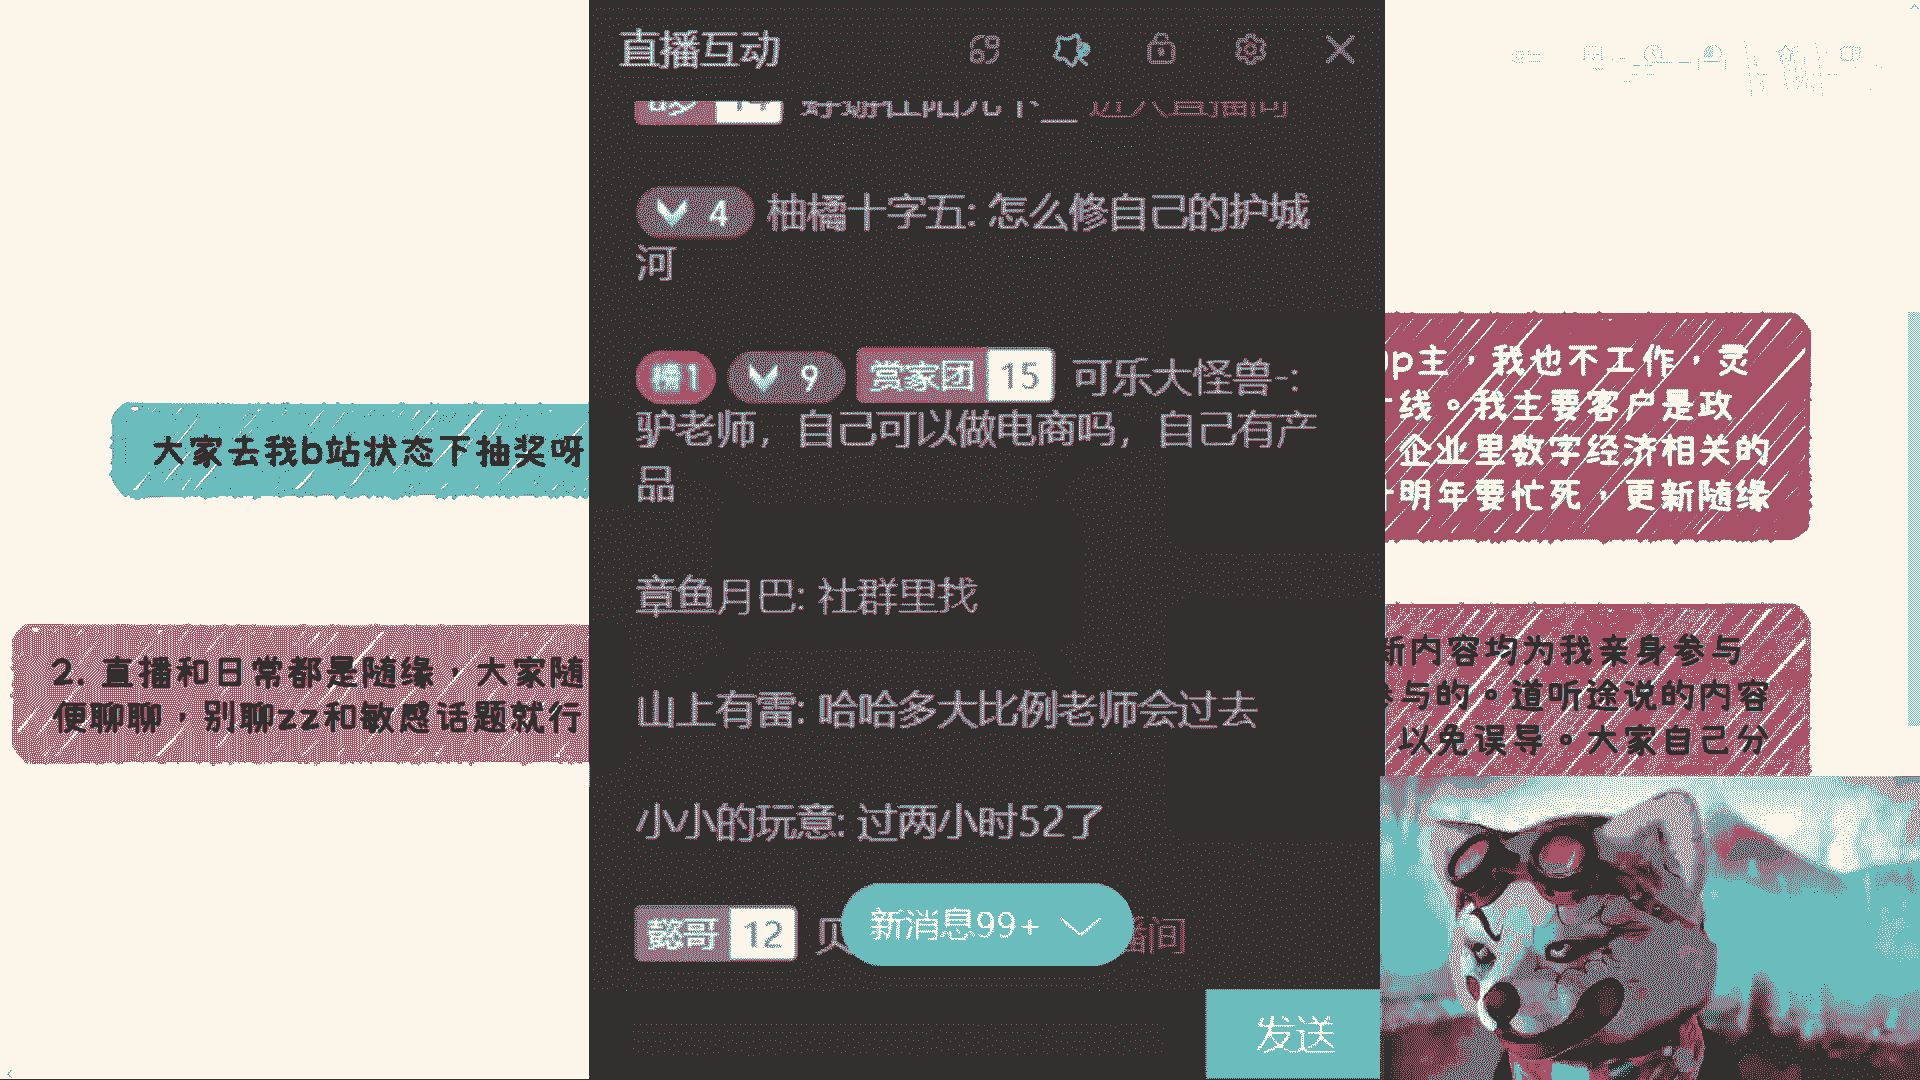 直播互动
4 柚橘十字五: 怎么修自己的护城
河
榜1 9 赏家团 15 可乐大怪兽-:
驴老师，自己可以做电商吗，自己有产
品
章鱼月巴: 社群里找
山上有雷: 哈哈多大比例老师会过去
小小的玩意: 过两小时52了
懿哥 12
新消息99+
发送
大家去我b站状态下抽奖呀
2. 直播和日常都是随缘，大家随
便聊聊，别聊zz和敏感话题就行
up主，我也不工作，灵
线。我主要客户是政
企业里数字经济相关的
明年要忙死，更新随缘
新内容均为我亲身参与
参与的。道听途说的内容
以免误导。大家自己分